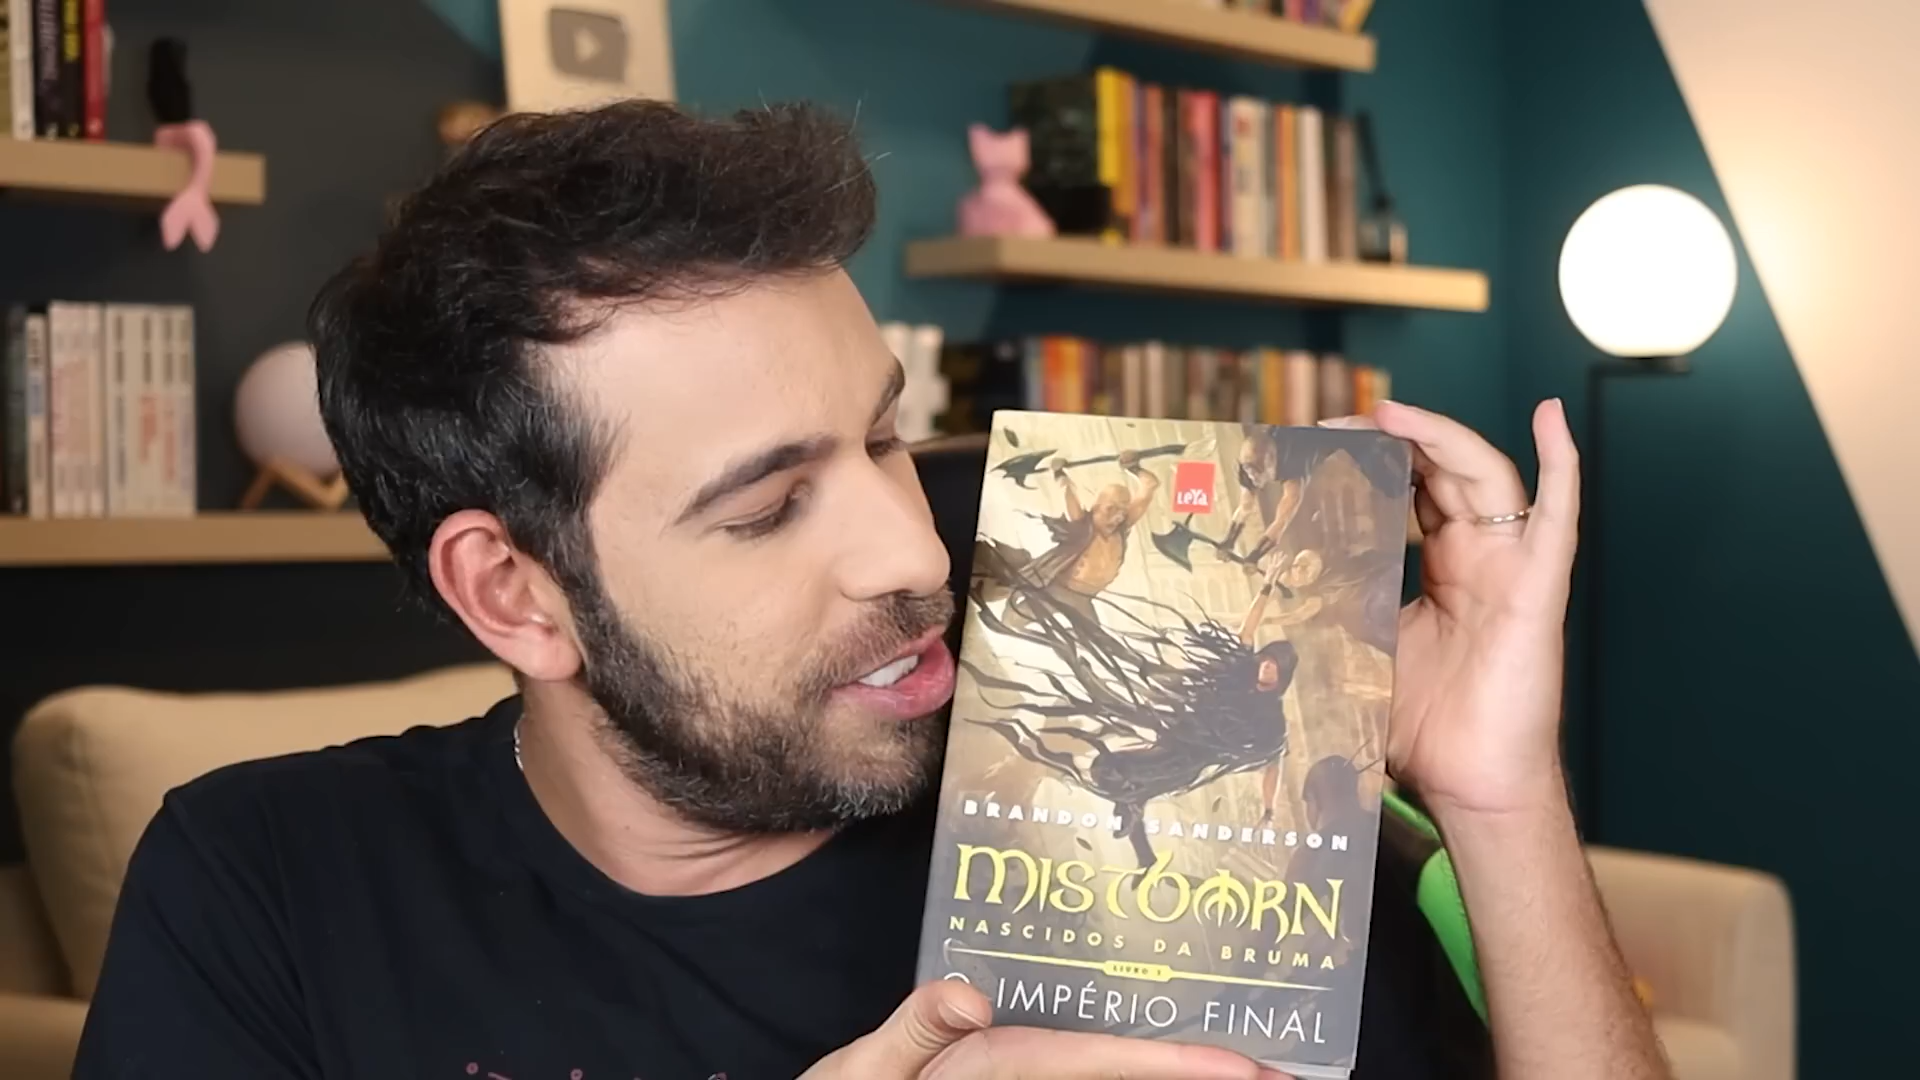 LeYa
BRANDON SANDERSON
MISTBORN
NASCIDOS DA BRUMA
LIVRO 1
O IMPÉRIO FINAL